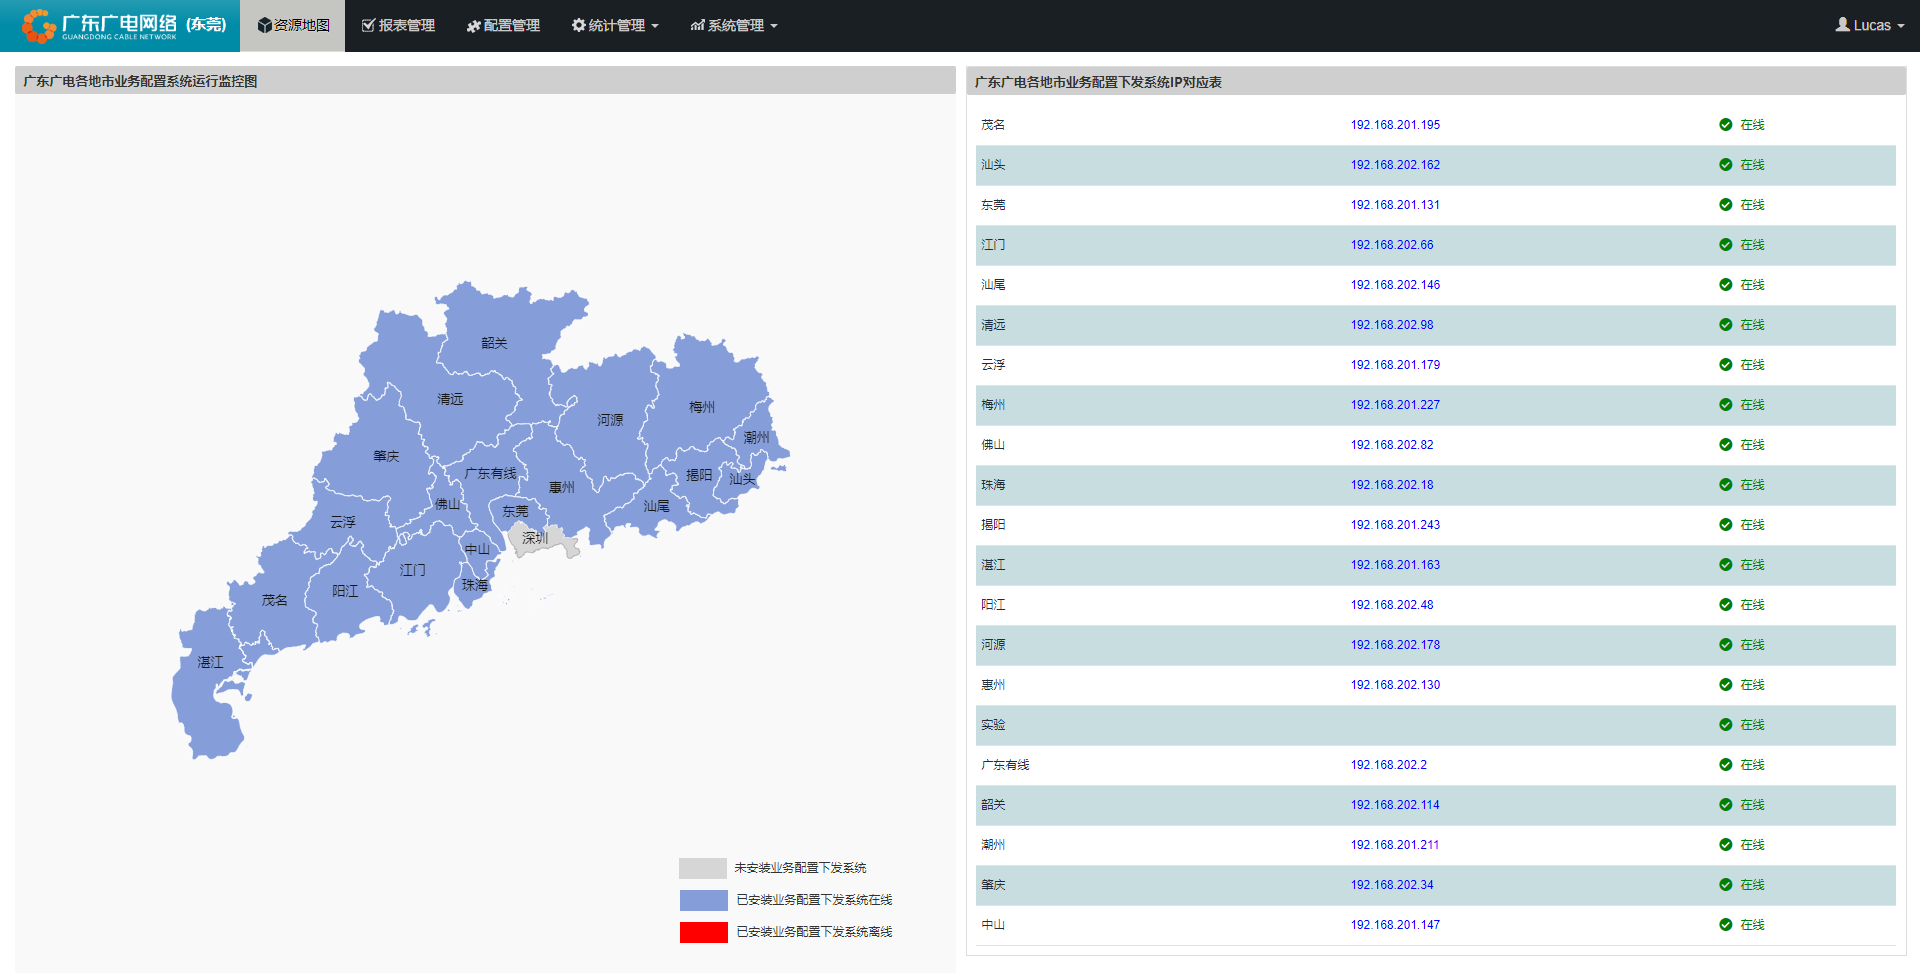 广东广电网络 (东莞)
GUANGDONG CABLE NETWORK
资源地图 报表管理 配置管理 统计管理 系统管理 Lucas
广东广电各地市业务配置系统运行监控图
韶关
清远
河源
梅州
潮州
肇庆
广东有线
揭阳
汕头
惠州
佛山
汕尾
东莞
云浮
深圳
中山
江门
珠海
阳江
茂名
湛江
未安装业务配置下发系统
已安装业务配置下发系统在线
已安装业务配置下发系统离线
广东广电各地市业务配置下发系统IP对应表
茂名 192.168.201.195 在线
汕头 192.168.202.162 在线
东莞 192.168.201.131 在线
江门 192.168.202.66 在线
汕尾 192.168.202.146 在线
清远 192.168.202.98 在线
云浮 192.168.201.179 在线
梅州 192.168.201.227 在线
佛山 192.168.202.82 在线
珠海 192.168.202.18 在线
揭阳 192.168.201.243 在线
湛江 192.168.201.163 在线
阳江 192.168.202.48 在线
河源 192.168.202.178 在线
惠州 192.168.202.130 在线
实验 在线
广东有线 192.168.202.2 在线
韶关 192.168.202.114 在线
潮州 192.168.201.211 在线
肇庆 192.168.202.34 在线
中山 192.168.201.147 在线